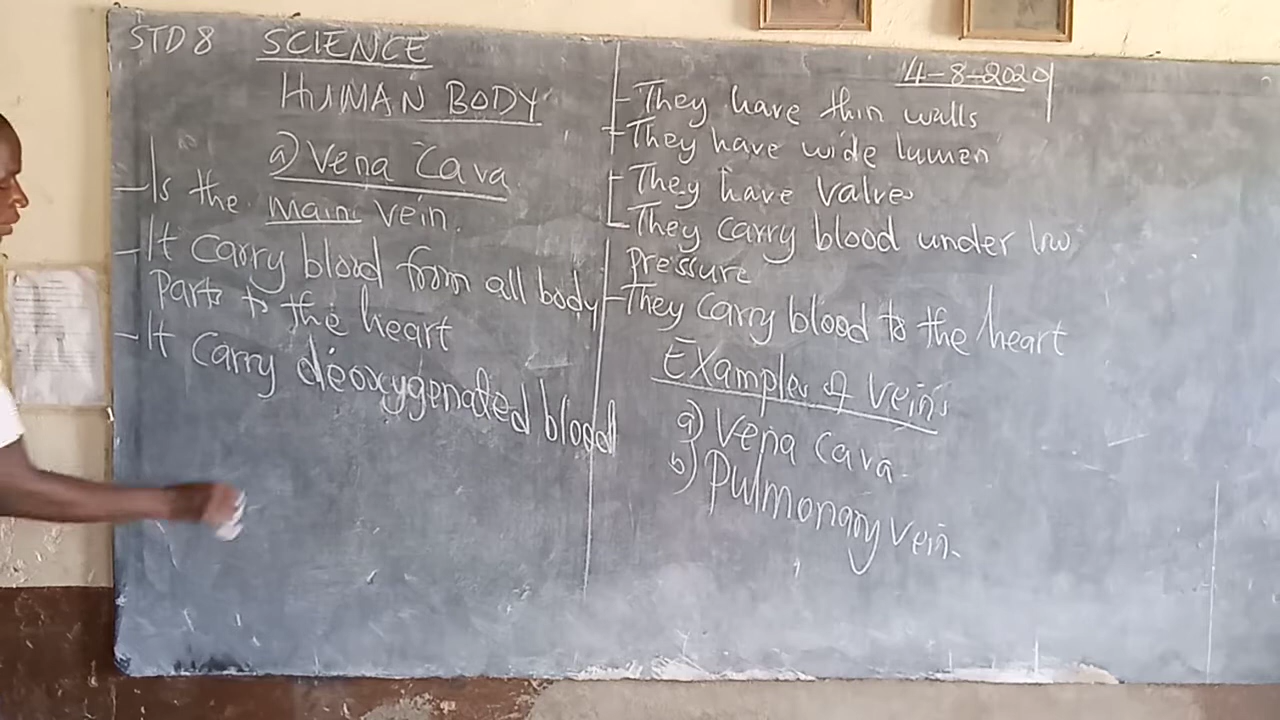 STD 8 SCIENCE
HUMAN BODY
a) Vena Cava
- Is the main vein.
- It carry blood from all body
parts to the heart
- It carry deoxygenated blood
4-8-2020
- They have thin walls
- They have wide lumen
- They have valves
- They carry blood under low
pressure
- They carry blood to the heart
Examples of veins
a) Vena cava.
b) Pulmonary vein.